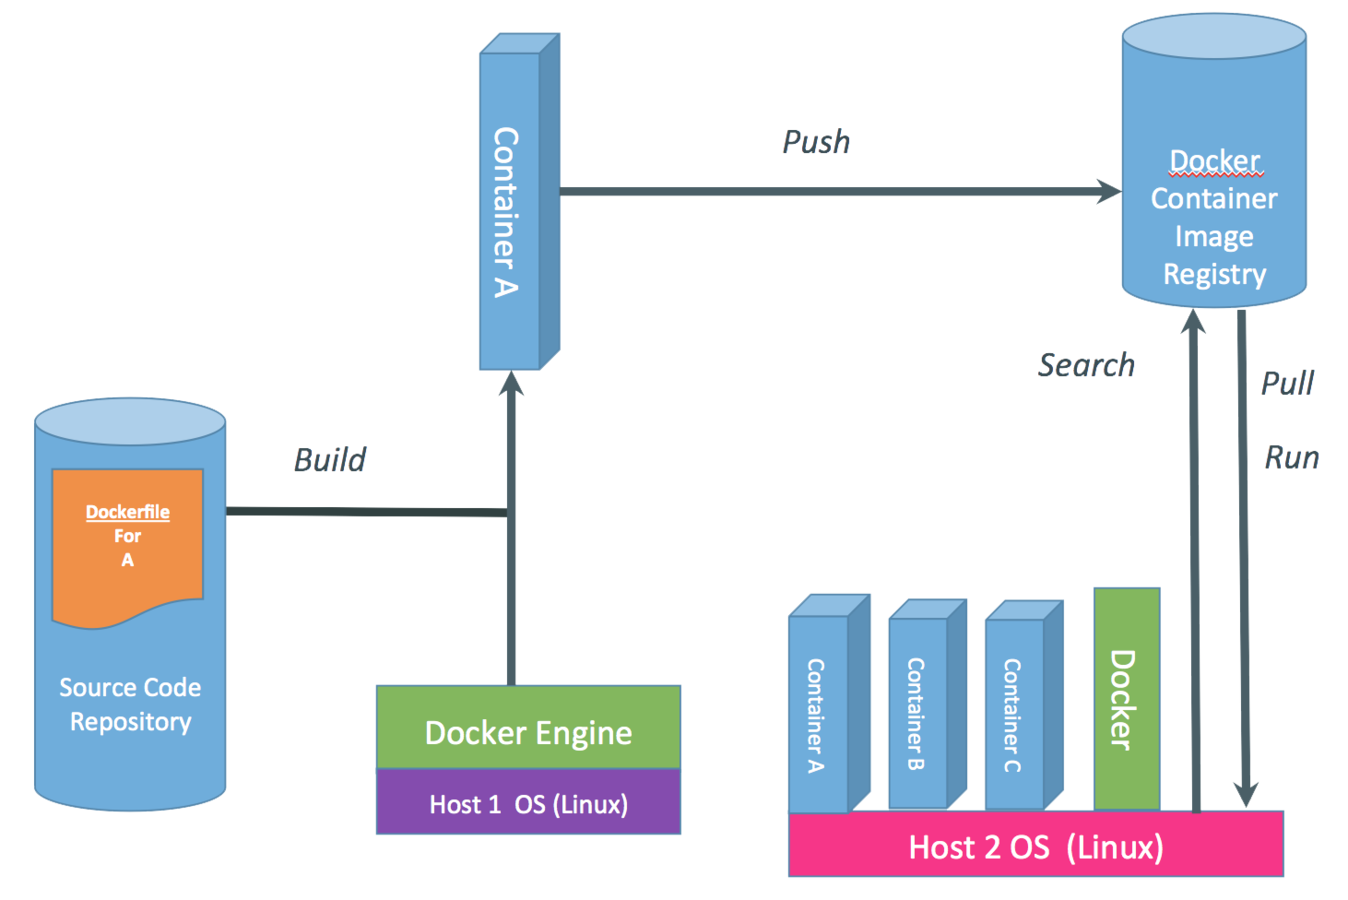 Container A
Push
Docker
Container
Image
Registry
Search
Pull
Run
Build
Dockerfile
For
A
Source Code
Repository
Docker Engine
Host 1 OS (Linux)
Container A
Container B
Container C
Docker
Host 2 OS (Linux)